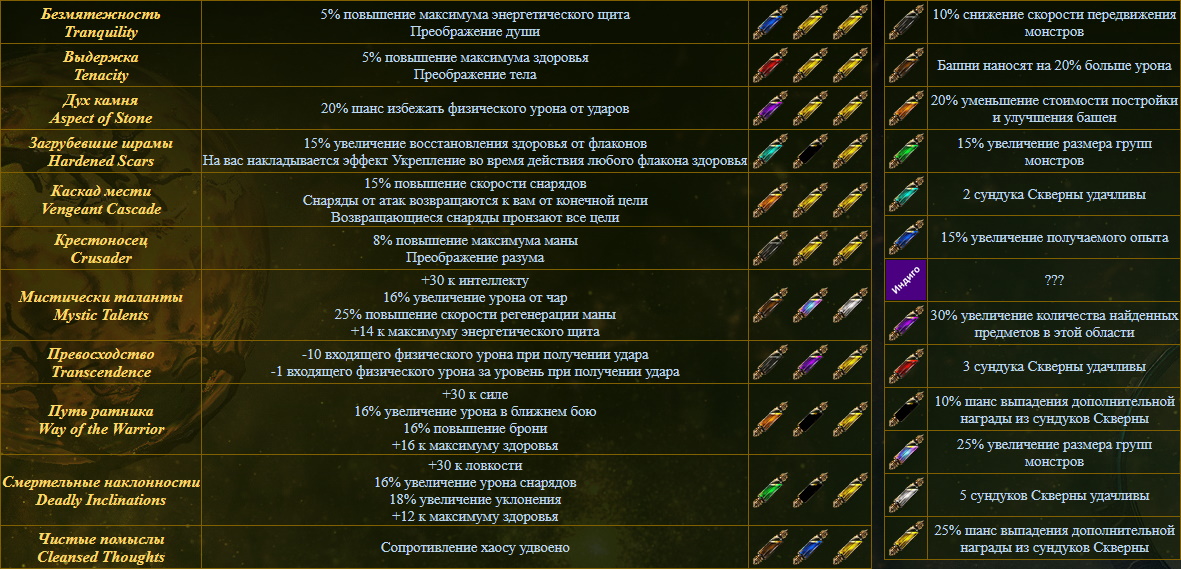 Безмятежность
Tranquility
5% повышение максимума энергетического щита
Преображение души
Выдержка
Tenacity
5% повышение максимума здоровья
Преображение тела
Дух камня
Aspect of Stone
20% шанс избежать физического урона от ударов
Загрубевшие шрамы
Hardened Scars
15% увеличение восстановления здоровья от флаконов
На вас накладывается эффект Укрепление во время действия любого флакона здоровья
Каскад мести
Vengeant Cascade
15% повышение скорости снарядов
Снаряды от атак возвращаются к вам от конечной цели
Возвращающиеся снаряды пронзают все цели
Крестоносец
Crusader
8% повышение максимума маны
Преображение разума
Мистически таланты
Mystic Talents
+30 к интеллекту
16% увеличение урона от чар
25% повышение скорости регенерации маны
+14 к максимуму энергетического щита
Превосходство
Transcendence
-10 входящего физического урона при получении удара
-1 входящего физического урона за уровень при получении удара
Путь ратника
Way of the Warrior
+30 к силе
16% увеличение урона в ближнем бою
16% повышение брони
+16 к максимуму здоровья
Смертельные наклонности
Deadly Inclinations
+30 к ловкости
16% увеличение урона снарядов
18% увеличение уклонения
+12 к максимуму здоровья
Чистые помыслы
Cleansed Thoughts
Сопротивление хаосу удвоено
10% снижение скорости передвижения
монстров
Башни наносят на 20% больше урона
20% уменьшение стоимости постройки
и улучшения башен
15% увеличение размера групп
монстров
2 сундука Скверны удачливы
15% увеличение получаемого опыта
Индиго
???
30% увеличение количества найденных
предметов в этой области
3 сундука Скверны удачливы
10% шанс выпадения дополнительной
награды из сундуков Скверны
25% увеличение размера групп
монстров
5 сундуков Скверны удачливы
25% шанс выпадения дополнительной
награды из сундуков Скверны